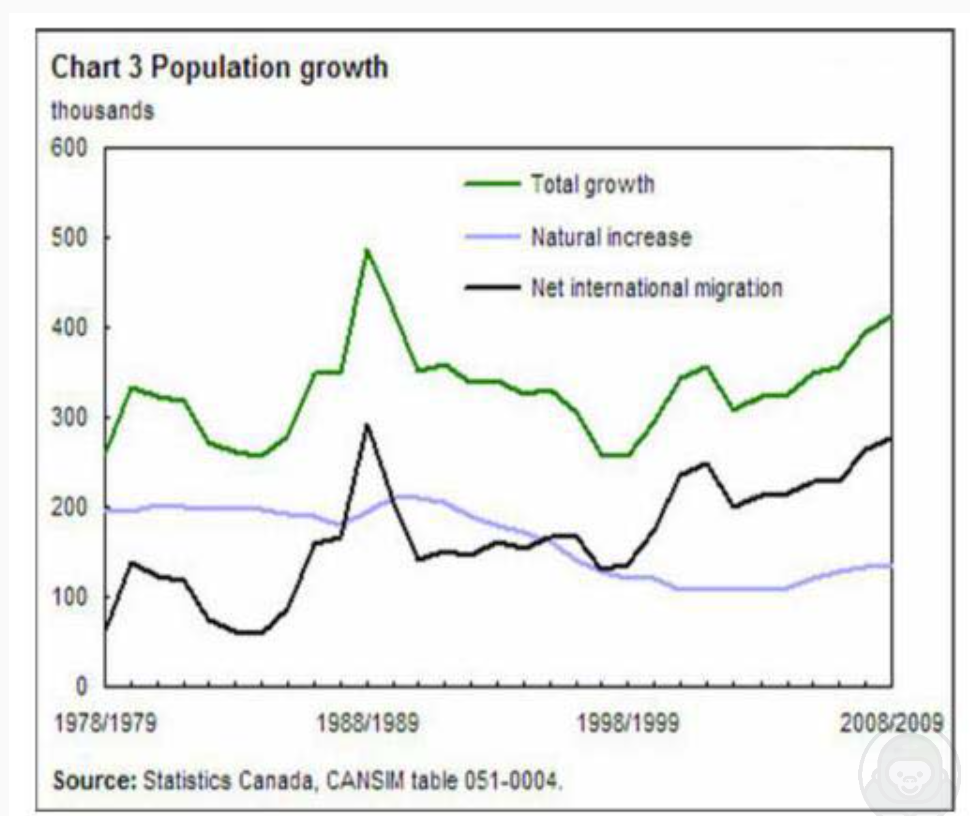 Chart 3 Population growth
thousands
600
Total growth
500
Natural increase
Net international migration
400
300
200
100
0
1978/1979 1988/1989 1998/1999 2008/2009
Source: Statistics Canada, CANSIM table 051-0004.